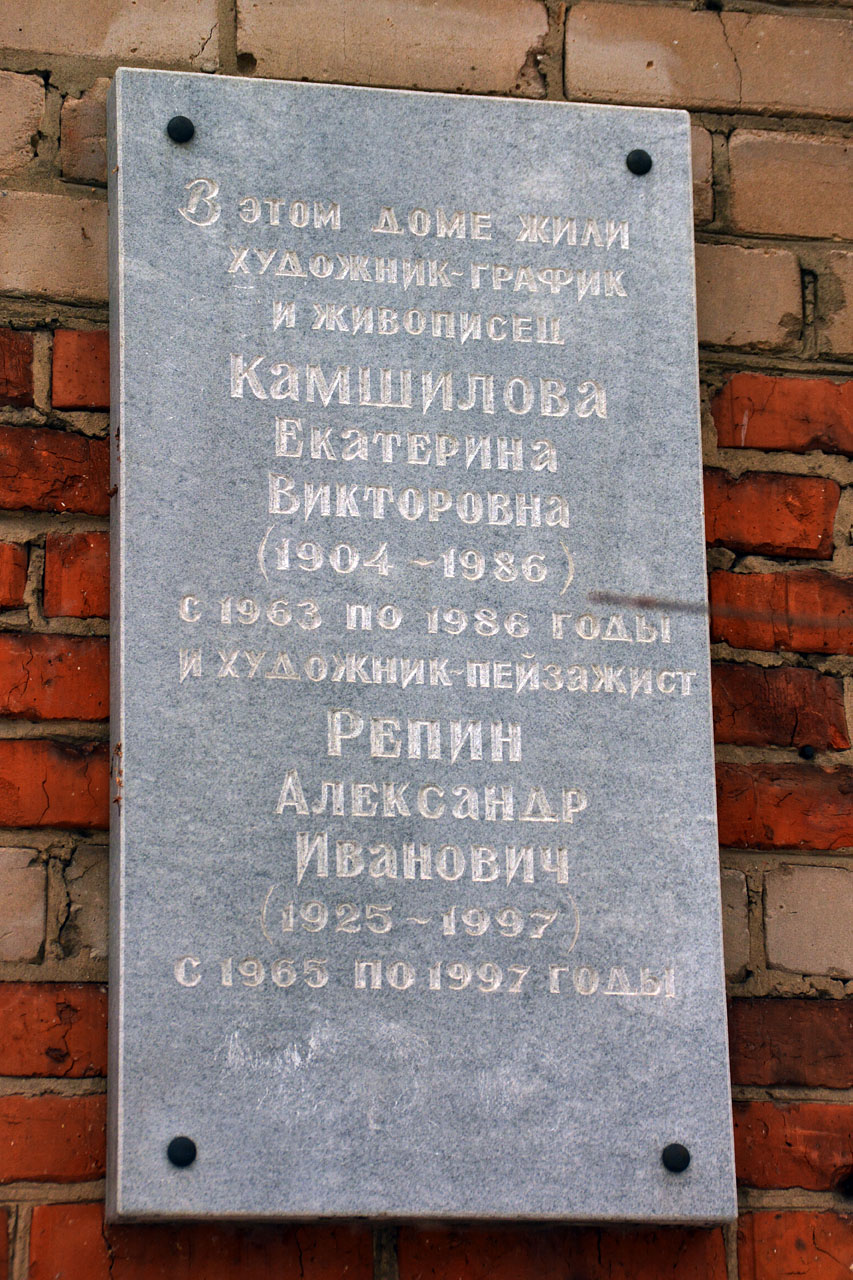 В этом доме жили
художник-график
и живописец
Камшилова
Екатерина
Викторовна
(1904-1986)
с 1963 по 1986 годы
и художник-пейзажист
Репин
Александр
Иванович
(1925-1997)
с 1965 по 1997 годы